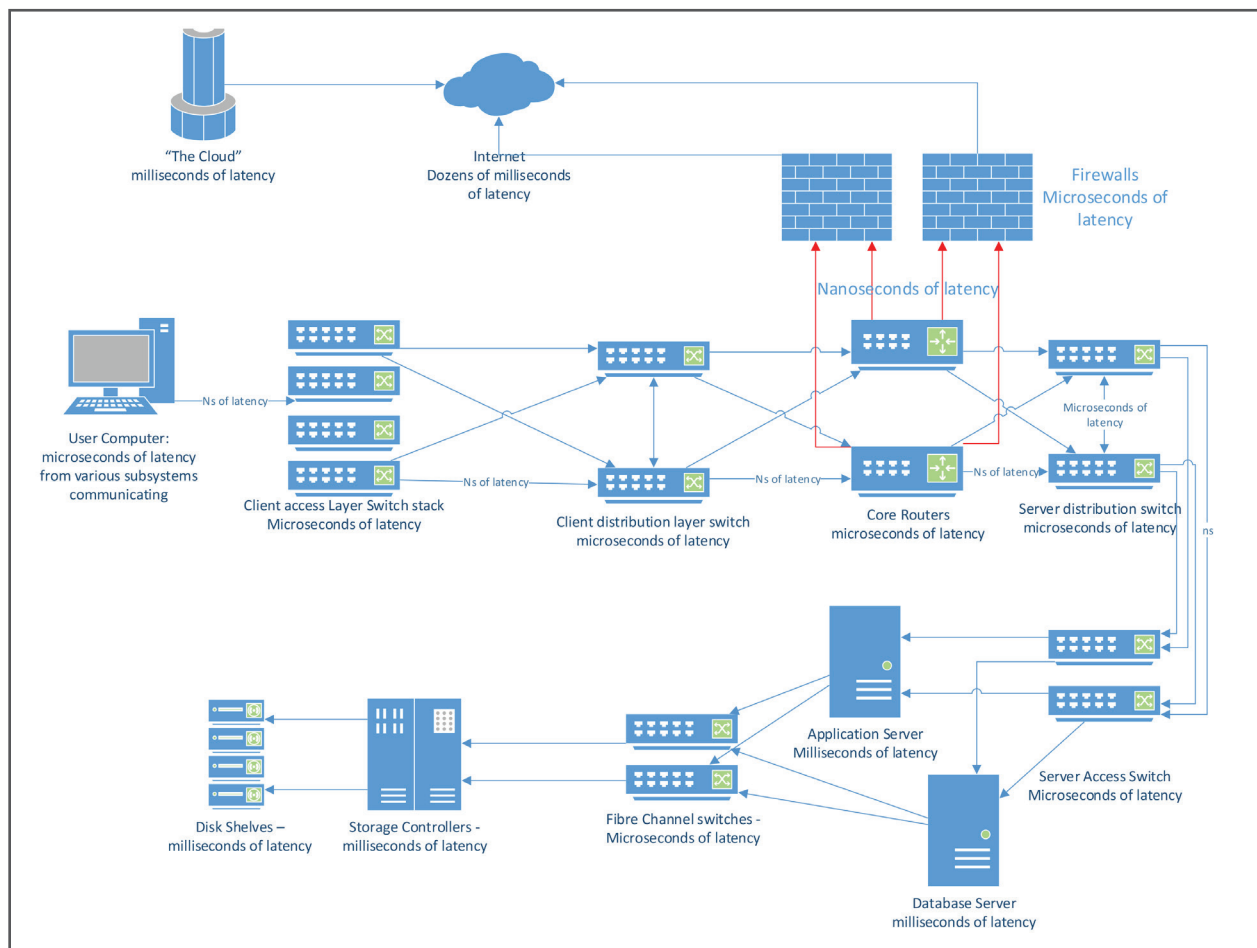 “The Cloud”
milliseconds of latency
Internet
Dozens of milliseconds
of latency
Firewalls
Microseconds of
latency
Nanoseconds of latency
Ns of latency
User Computer:
microseconds of latency
from various subsystems
communicating
Ns of latency
Client access Layer Switch stack
Microseconds of latency
Client distribution layer switch
microseconds of latency
Ns of latency
Core Routers
microseconds of latency
Ns of latency
Microseconds of
latency
Server distribution switch
microseconds of latency
ns
Application Server
Milliseconds of latency
Server Access Switch
Microseconds of latency
Disk Shelves –
milliseconds of latency
Storage Controllers -
milliseconds of latency
Fibre Channel switches -
Microseconds of latency
Database Server
milliseconds of latency